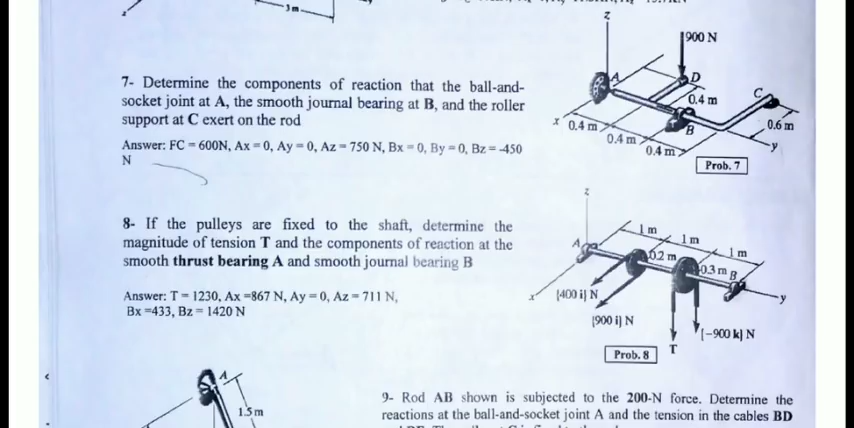 3m
7- Determine the components of reaction that the ball-and-
socket joint at A, the smooth journal bearing at B, and the roller
support at C exert on the rod
Answer: FC = 600N, Ax = 0, Ay = 0, Az = 750 N, Bx = 0, By = 0, Bz = -450
N
z
900 N
A
D
C
0.4 m
B
0.6 m
x
0.4 m
0.4 m
0.4 m
y
Prob. 7
8- If the pulleys are fixed to the shaft, determine the
magnitude of tension T and the components of reaction at the
smooth thrust bearing A and smooth journal bearing B
Answer: T = 1230, Ax =867 N, Ay = 0, Az = 711 N,
Bx =433, Bz = 1420 N
z
1 m
1 m
1 m
A
0.2 m
0.3 m
B
x
{400 i} N
y
{900 i} N
{-900 k} N
T
Prob. 8
A
1.5m
9- Rod AB shown is subjected to the 200-N force. Determine the
reactions at the ball-and-socket joint A and the tension in the cables BD